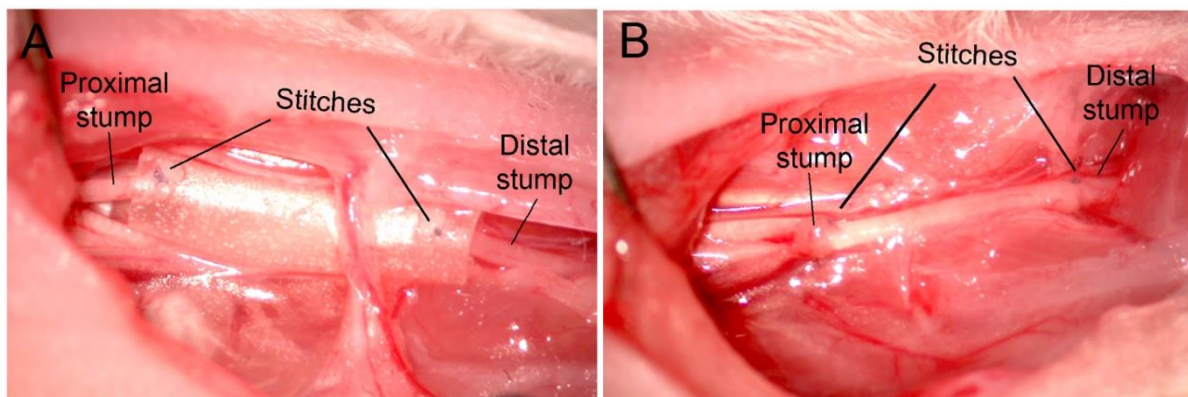 A
Proximal
stump
Stitches
Distal
stump
B
Stitches
Distal
stump
Proximal
stump